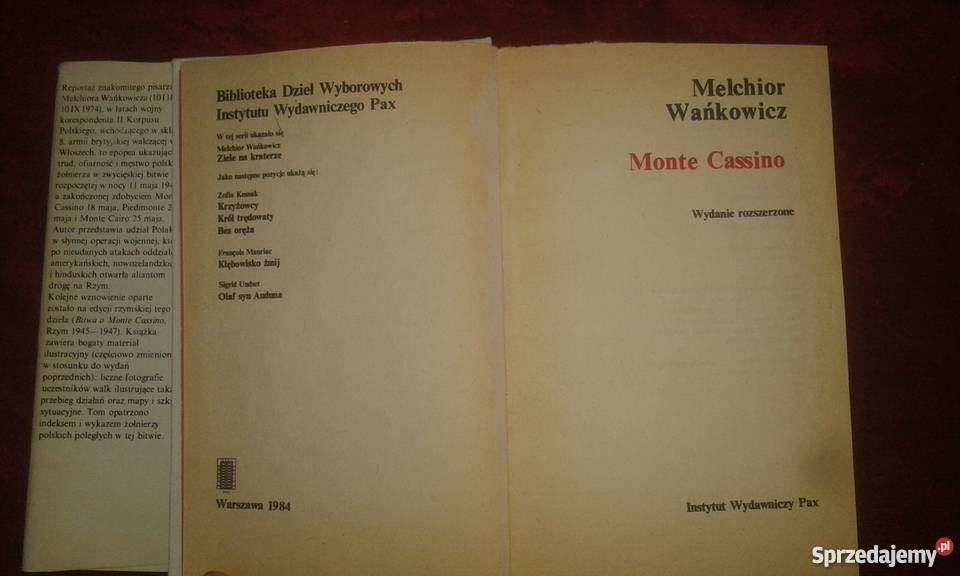 Reportaż znakomitego pisarza
Melchiora Wańkowicza (10 I 1
10 IX 1974), w latach wojny
korespondenta II Korpusu
Polskiego, wchodzącego w skł
8. armii brytyjskiej walczącej w
Włoszech, to epopea ukazując
trud, ofiarność i męstwo polsk
żołnierza w zwycięskiej bitwie
rozpoczętej w nocy 11 maja 194
a zakończonej zdobyciem Mon
Cassino 18 maja, Piedimonte 2
maja i Monte Cairo 25 maja.
Autor przedstawia udział Polak
w słynnej operacji wojennej, któ
po nieudanych atakach oddział
amerykańskich, nowozelandzki
i hinduskich otwarła aliantom
drogę na Rzym.
Kolejne wznowienie oparte
zostało na edycji rzymskiej tego
dzieła (Bitwa o Monte Cassino,
Rzym 1945—1947). Książka
zawiera bogaty materiał
ilustracyjny (częściowo zmienion
w stosunku do wydań
poprzednich): liczne fotografie
uczestników walk ilustrujące takż
przebieg działań oraz mapy i szki
sytuacyjne. Tom opatrzono
indeksem i wykazem żołnierzy
polskich poległych w tej bitwie.
Biblioteka Dzieł Wyborowych
Instytutu Wydawniczego Pax
W tej serii ukazało się
Melchior Wańkowicz
Ziele na kraterze
Jako następne pozycje ukażą się:
Zofia Kossak
Krzyżowcy
Król trędowaty
Bez oręża
François Mauriac
Kłębowisko żmij
Sigrid Undset
Olaf syn Auduna
Warszawa 1984
Melchior
Wańkowicz
Monte Cassino
Wydanie rozszerzone
Instytut Wydawniczy Pax
Sprzedajemy.pl